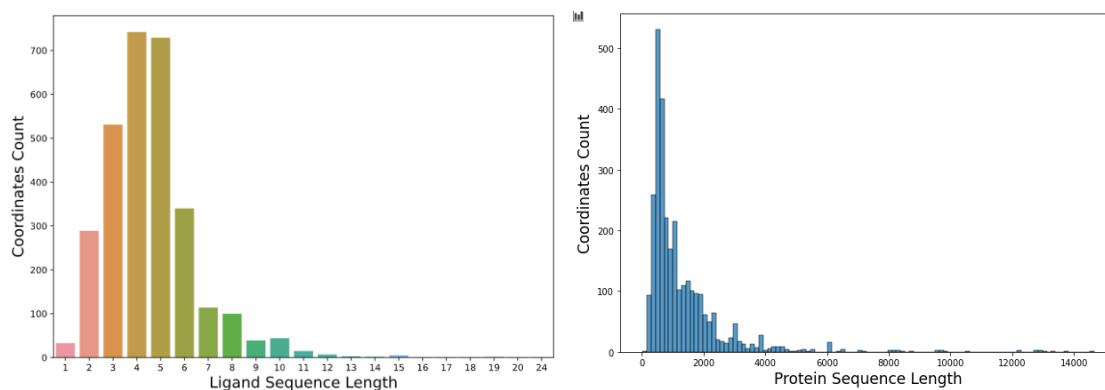 Coordinates Count
700
600
500
400
300
200
100
0
1 2 3 4 5 6 7 8 9 10 11 12 13 14 15 16 17 18 19 20 24
Ligand Sequence Length
Coordinates Count
500
400
300
200
100
0
0 2000 4000 6000 8000 10000 12000 14000
Protein Sequence Length